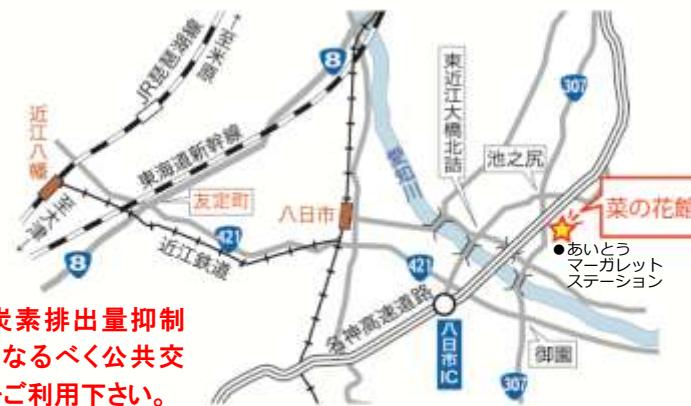 JR琵琶湖線
至米原
8
東近江大橋北詰
307
近江八幡
東海道新幹線
池之尻
菜の花館
友定町
八日市
至大津
421
近江鉄道
8
421
●あいとう
マーガレット
ステーション
名神高速道路
八日市IC
御園
307
炭素排出量抑制
なるべく公共交
ご利用下さい。